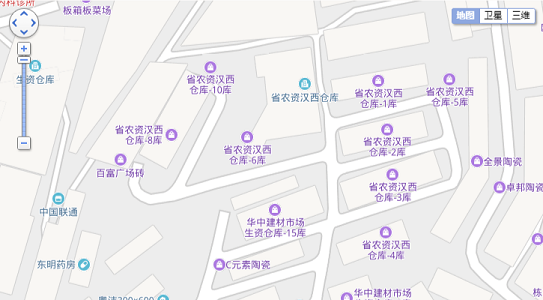 内科诊所
板箱板菜场
地图 卫星 三维
生资仓库
省农资汉西
仓库-10库
省农资汉西仓库
省农资汉西
仓库-1库
省农资汉西
仓库-5库
省农资汉西
仓库-8库
省农资汉西
仓库-6库
省农资汉西
仓库-2库
百富广场砖
全景陶瓷
省农资汉西
仓库-3库
卓邦陶瓷
中国联通
华中建材市场
生资仓库-15库
省农资汉西
仓库-4库
东明药房
C元素陶瓷
栋
华中建材市场